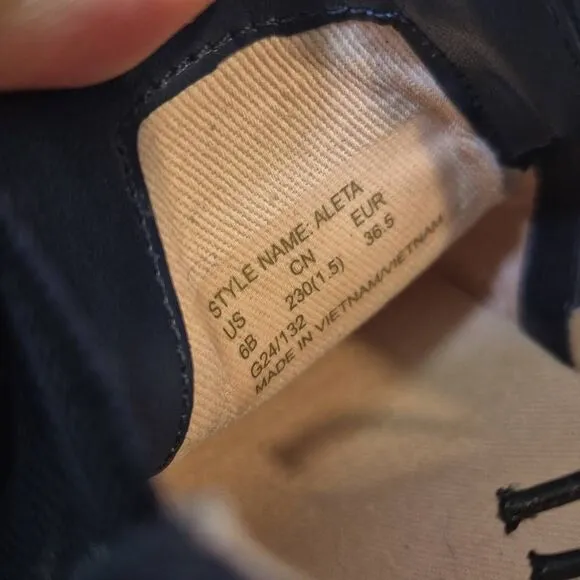 STYLE NAME: ALETA
US CN EUR
6B 230(1.5) 36.5
G24/132
MADE IN VIETNAM/VIETNAM